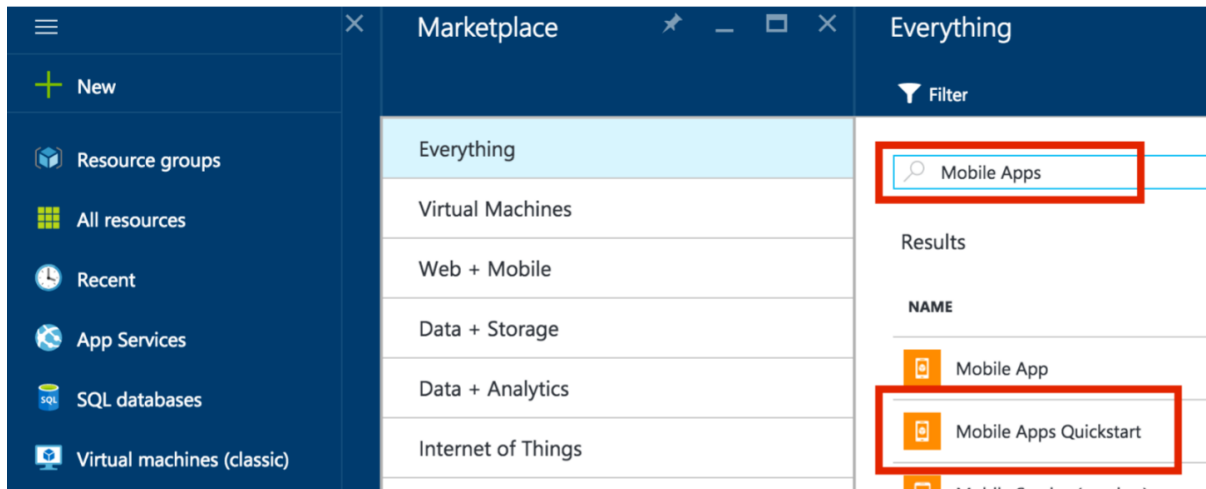 New
Resource groups
All resources
Recent
App Services
SQL
SQL databases
Virtual machines (classic)
Marketplace
Everything
Virtual Machines
Web + Mobile
Data + Storage
Data + Analytics
Internet of Things
Everything
Filter
Mobile Apps
Results
NAME
Mobile App
Mobile Apps Quickstart